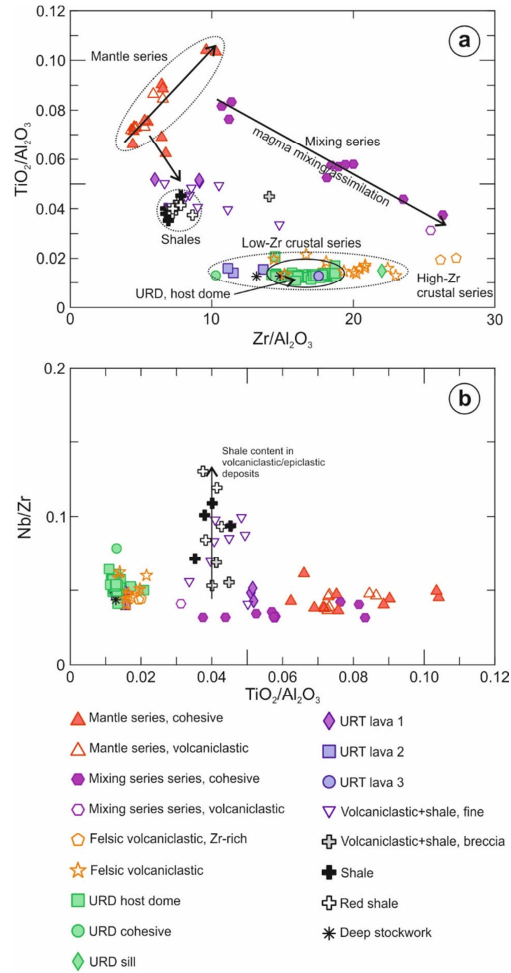 a
0.12
0.10
0.08
0.06
0.04
0.02
0
TiO2/Al2O3
Mantle series
Mixing series
magma mixing/assimilation
Shales
Low-Zr crustal series
URD, host dome
High-Zr
crustal series
0
10
20
30
Zr/Al2O3
b
0.2
0.1
0
Nb/Zr
Shale content in
volcaniclastic/epiclastic
deposits
0
0.02
0.04
0.06
0.08
0.10
0.12
TiO2/Al2O3
Mantle series, cohesive
Mantle series, volcaniclastic
Mixing series series, cohesive
Mixing series series, volcaniclastic
Felsic volcaniclastic, Zr-rich
Felsic volcaniclastic
URD host dome
URD cohesive
URD sill
URT lava 1
URT lava 2
URT lava 3
Volcaniclastic+shale, fine
Volcaniclastic+shale, breccia
Shale
Red shale
Deep stockwork